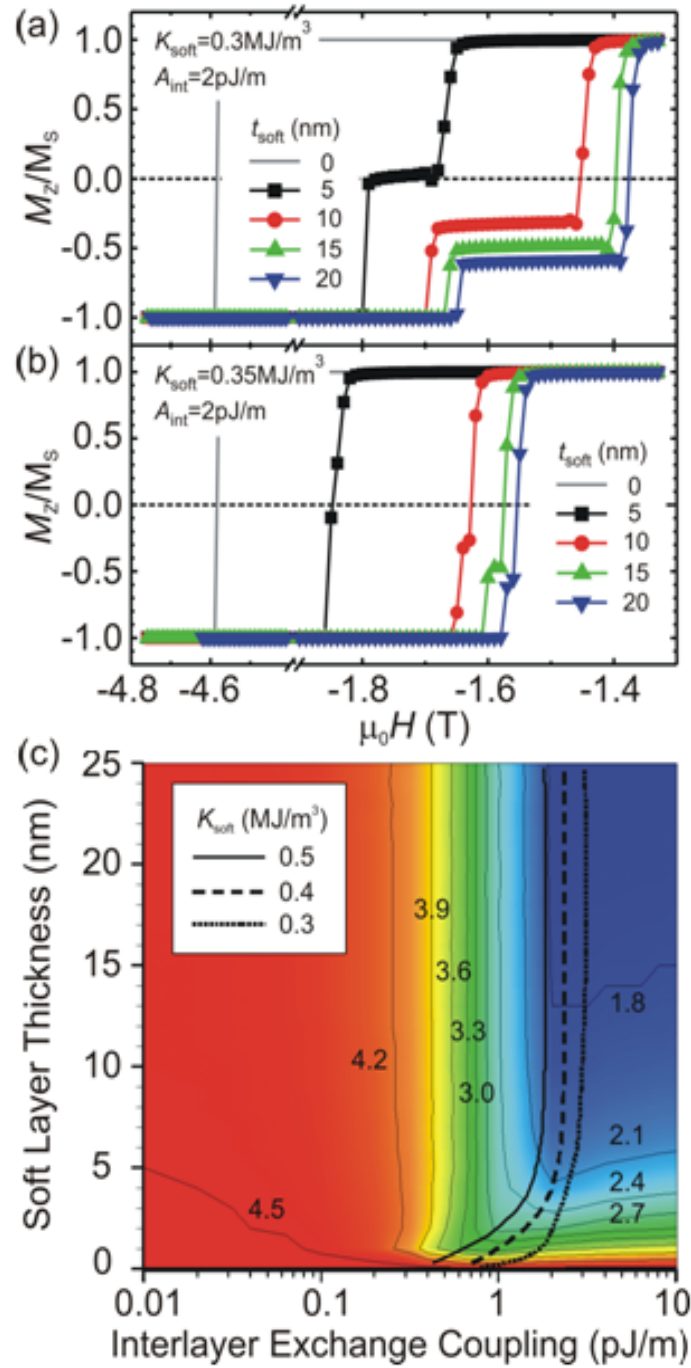 (a)
K_soft=0.3MJ/m³
A_int=2pJ/m
t_soft (nm)
0
5
10
15
20
1.0
0.5
0.0
-0.5
-1.0
M_Z/M_S
(b)
K_soft=0.35MJ/m³
A_int=2pJ/m
t_soft (nm)
0
5
10
15
20
1.0
0.5
0.0
-0.5
-1.0
M_Z/M_S
-4.8 -4.6 -1.8 -1.6 -1.4
μ₀H (T)
(c)
K_soft (MJ/m³)
0.5
0.4
0.3
25
20
15
10
5
0
Soft Layer Thickness (nm)
3.9
3.6
3.3
4.2
3.0
1.8
2.1
2.4
2.7
4.5
0.01 0.1 1 10
Interlayer Exchange Coupling (pJ/m)